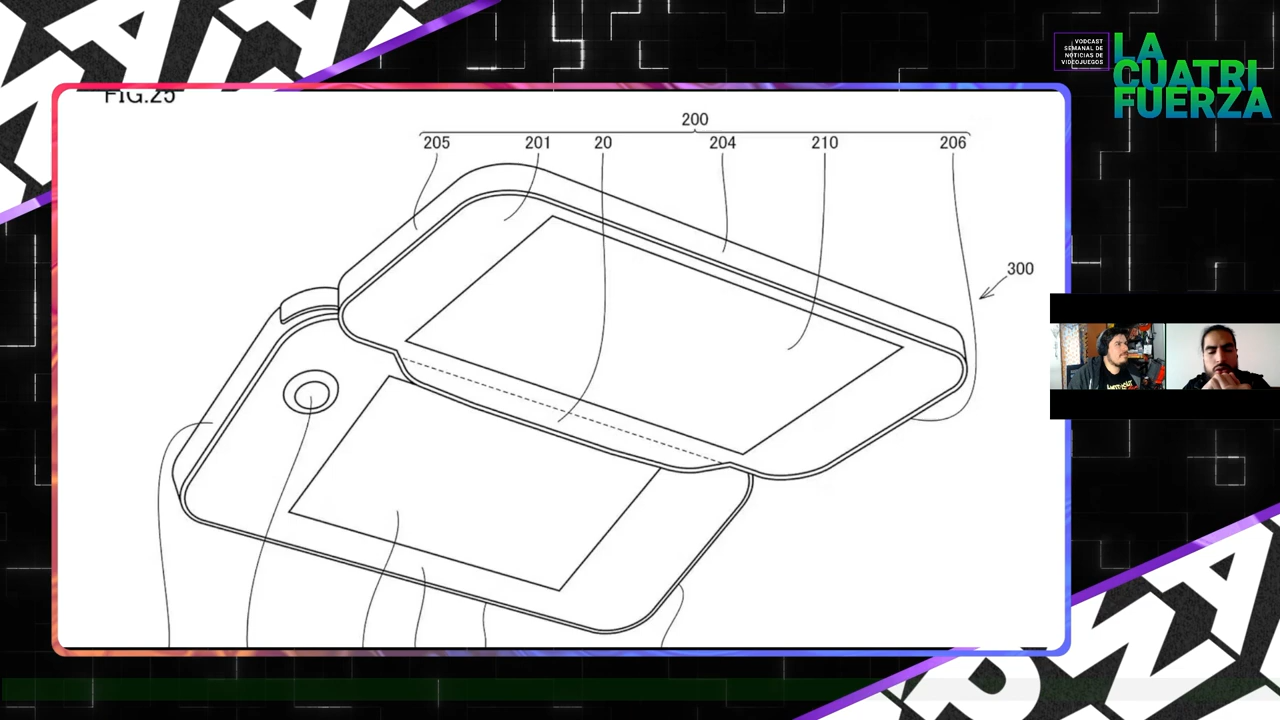 VODCAST
SEMANAL DE
NOTICIAS DE
VIDEOJUEGOS
LA
CUATRI
FUERZA
FIG.25
200
205 201 20 204 210 206
300